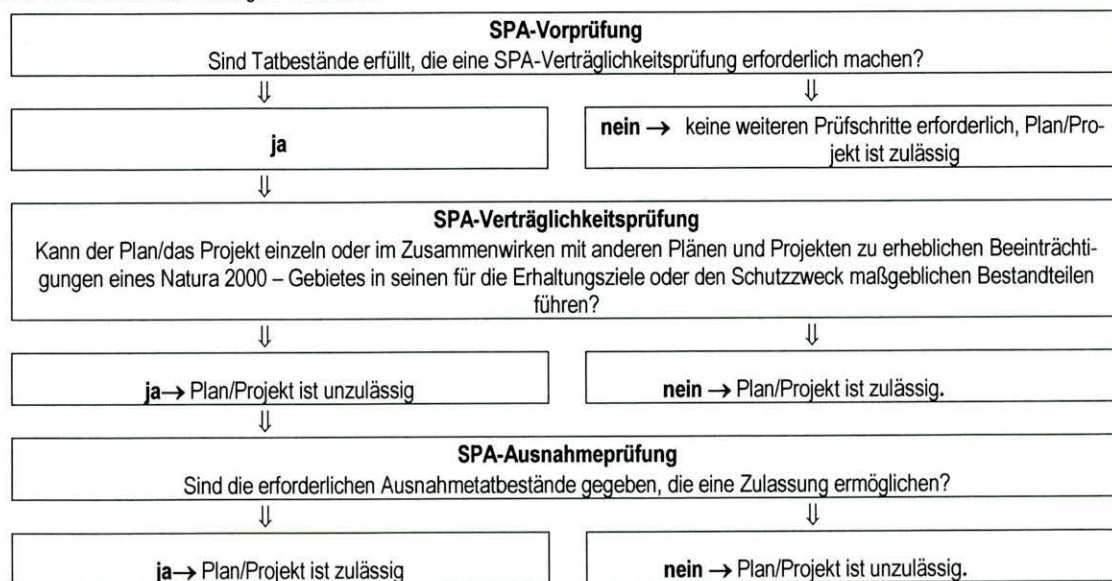 SPA-Vorprüfung
Sind Tatbestände erfüllt, die eine SPA-Verträglichkeitsprüfung erforderlich machen?
⇓ ⇓
ja
nein → keine weiteren Prüfschritte erforderlich, Plan/Pro-
jekt ist zulässig
⇓
SPA-Verträglichkeitsprüfung
Kann der Plan/das Projekt einzeln oder im Zusammenwirken mit anderen Plänen und Projekten zu erheblichen Beeinträchti-
gungen eines Natura 2000 – Gebietes in seinen für die Erhaltungsziele oder den Schutzzweck maßgeblichen Bestandteilen
führen?
⇓ ⇓
ja→ Plan/Projekt ist unzulässig
nein → Plan/Projekt ist zulässig.
⇓
SPA-Ausnahmeprüfung
Sind die erforderlichen Ausnahmetatbestände gegeben, die eine Zulassung ermöglichen?
⇓ ⇓
ja→ Plan/Projekt ist zulässig
nein → Plan/Projekt ist unzulässig.